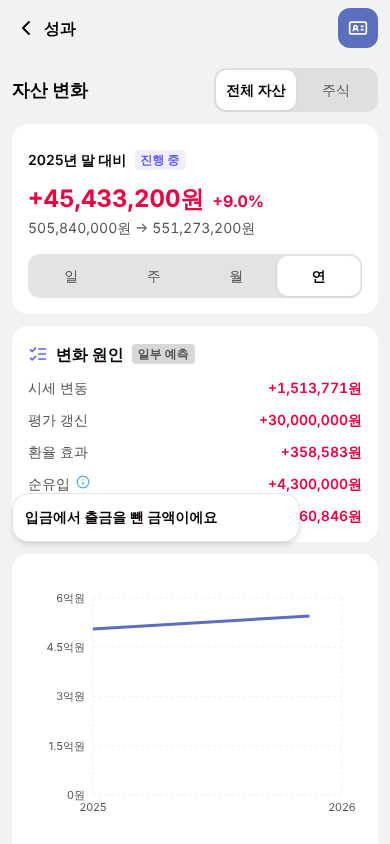 성과
자산 변화
전체 자산
주식
2025년 말 대비
진행 중
+45,433,200원 +9.0%
505,840,000원 → 551,273,200원
일
주
월
연
변화 원인
일부 예측
시세 변동
+1,513,771원
평가 갱신
+30,000,000원
환율 효과
+358,583원
순유입
+4,300,000원
입금에서 출금을 뺀 금액이에요
60,846원
6억원
4.5억원
3억원
1.5억원
0원
2025
2026